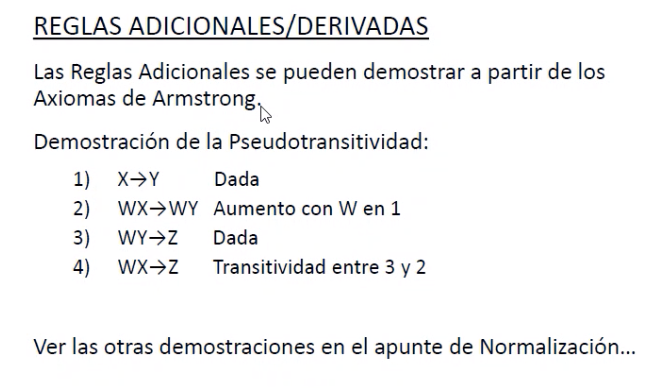 REGLAS ADICIONALES/DERIVADAS
Las Reglas Adicionales se pueden demostrar a partir de los
Axiomas de Armstrong.
Demostración de la Pseudotransitividad:
1) X→Y Dada
2) WX→WY Aumento con W en 1
3) WY→Z Dada
4) WX→Z Transitividad entre 3 y 2
Ver las otras demostraciones en el apunte de Normalización...